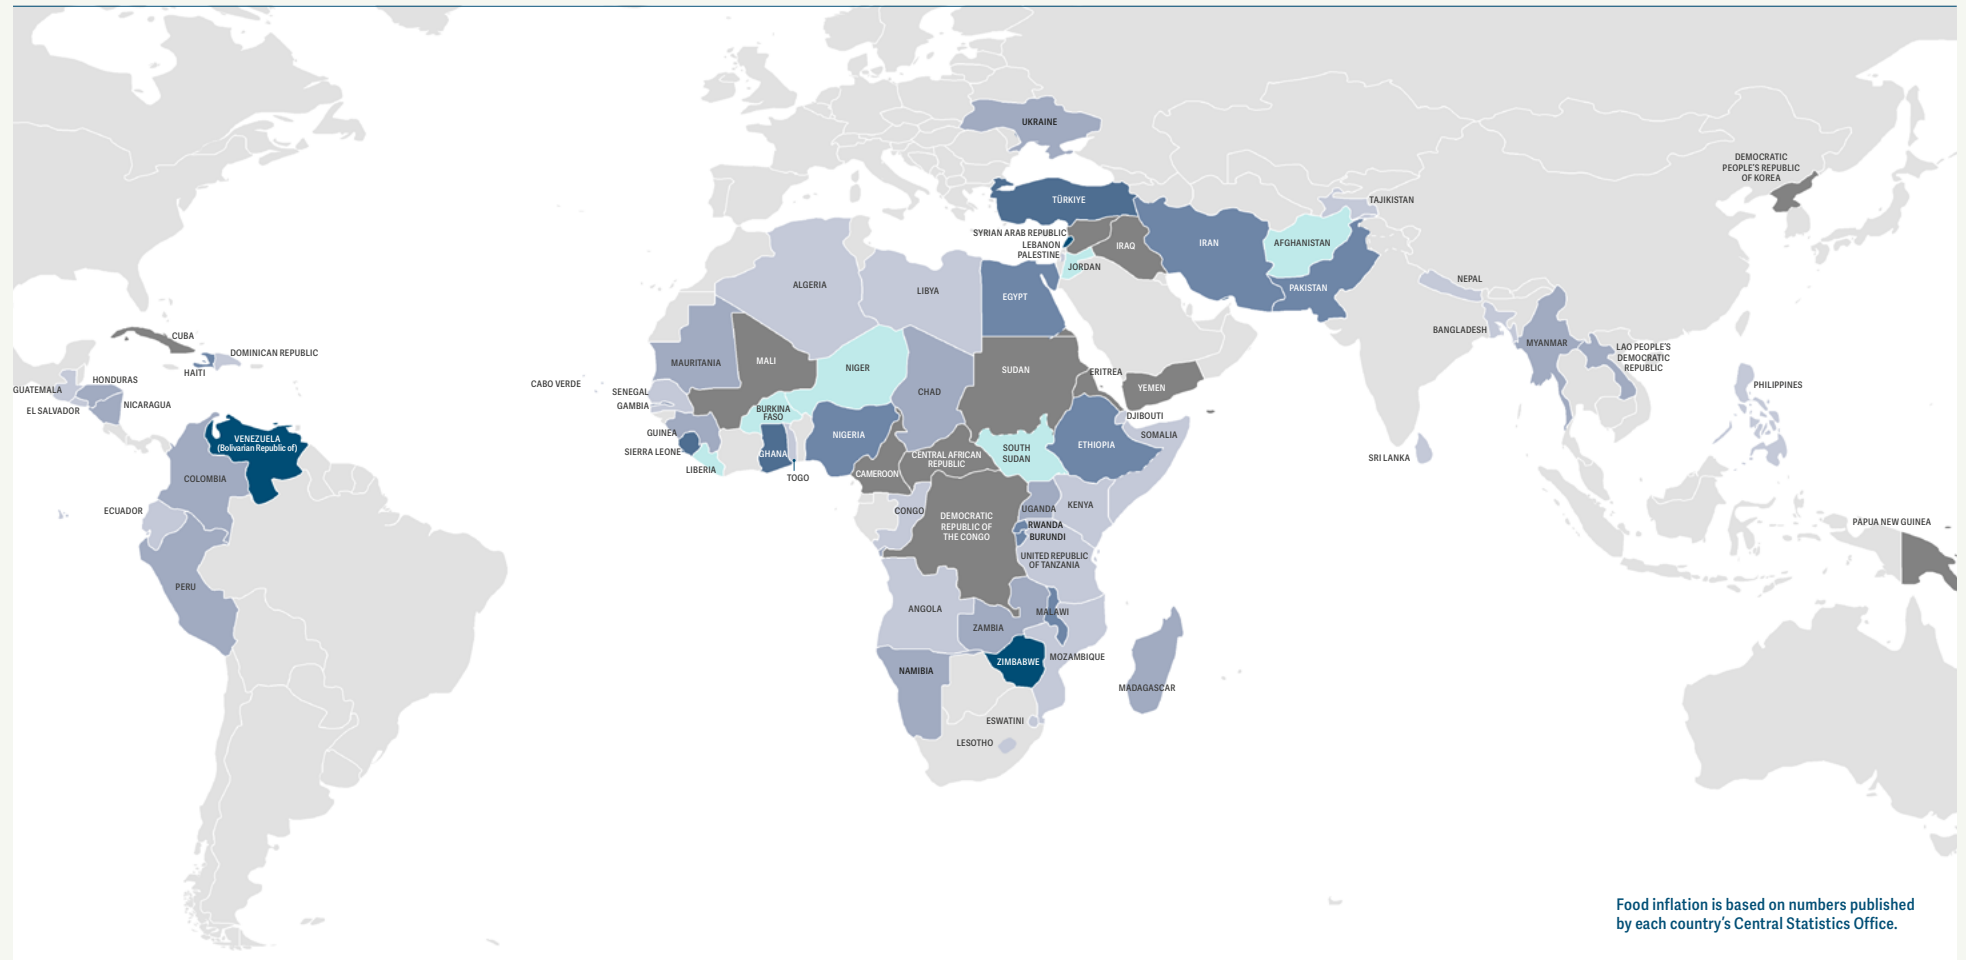 UKRAINE
DEMOCRATIC
PEOPLE'S REPUBLIC
OF KOREA
TÜRKIYE
TAJIKISTAN
SYRIAN ARAB REPUBLIC
LEBANON
PALESTINE
IRAQ
IRAN
AFGHANISTAN
JORDAN
PAKISTAN
NEPAL
ALGERIA
LIBYA
EGYPT
BANGLADESH
MYANMAR
LAO PEOPLE'S
DEMOCRATIC
REPUBLIC
CUBA
DOMINICAN REPUBLIC
HAITI
HONDURAS
GUATEMALA
NICARAGUA
EL SALVADOR
CABO VERDE
MAURITANIA
MALI
NIGER
CHAD
SUDAN
ERITREA
YEMEN
PHILIPPINES
SENEGAL
GAMBIA
BURKINA
FASO
DJIBOUTI
GUINEA
NIGERIA
SOMALIA
ETHIOPIA
SIERRA LEONE
GHANA
CENTRAL AFRICAN
REPUBLIC
SOUTH
SUDAN
SRI LANKA
LIBERIA
TOGO
CAMEROON
VENEZUELA
(Bolivarian Republic of)
COLOMBIA
ECUADOR
PERU
CONGO
DEMOCRATIC
REPUBLIC OF
THE CONGO
UGANDA
KENYA
RWANDA
BURUNDI
UNITED REPUBLIC
OF TANZANIA
PAPUA NEW GUINEA
ANGOLA
MALAWI
ZAMBIA
ZIMBABWE
MOZAMBIQUE
NAMIBIA
MADAGASCAR
ESWATINI
LESOTHO
Food inflation is based on numbers published
by each country's Central Statistics Office.